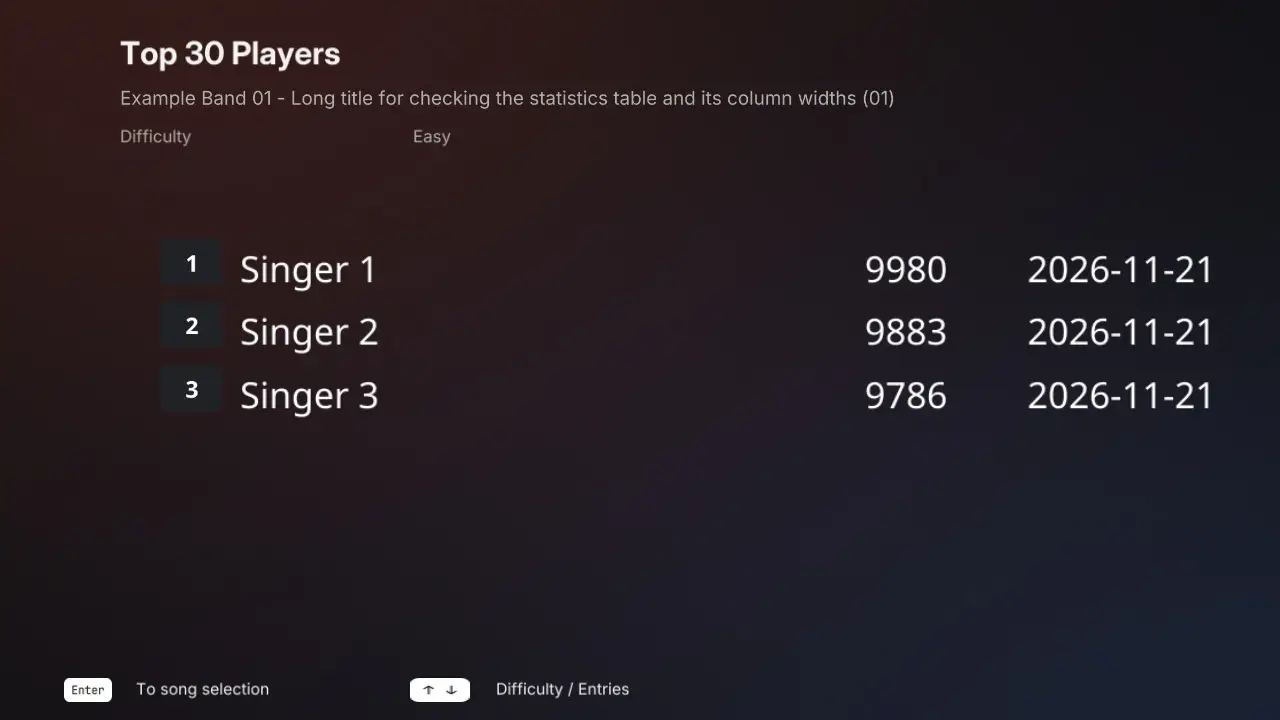 Top 30 Players
Example Band 01 - Long title for checking the statistics table and its column widths (01)
Difficulty Easy
1 Singer 1 9980 2026-11-21
2 Singer 2 9883 2026-11-21
3 Singer 3 9786 2026-11-21
Enter To song selection ↑ ↓ Difficulty / Entries